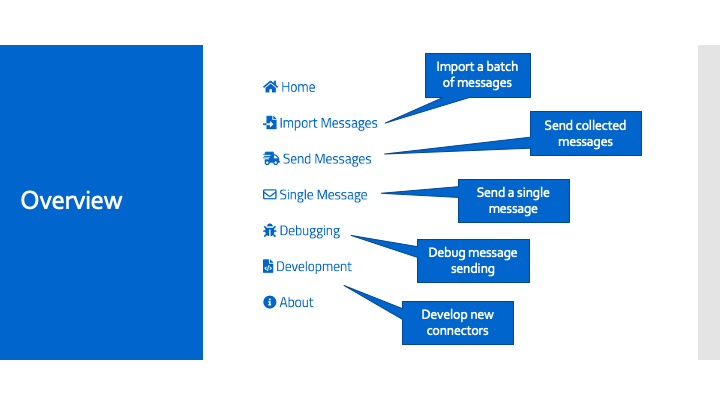 Overview
Home
Import Messages
Send Messages
Single Message
Debugging
Development
About
Import a batch
of messages
Send collected
messages
Send a single
message
Debug message
sending
Develop new
connectors